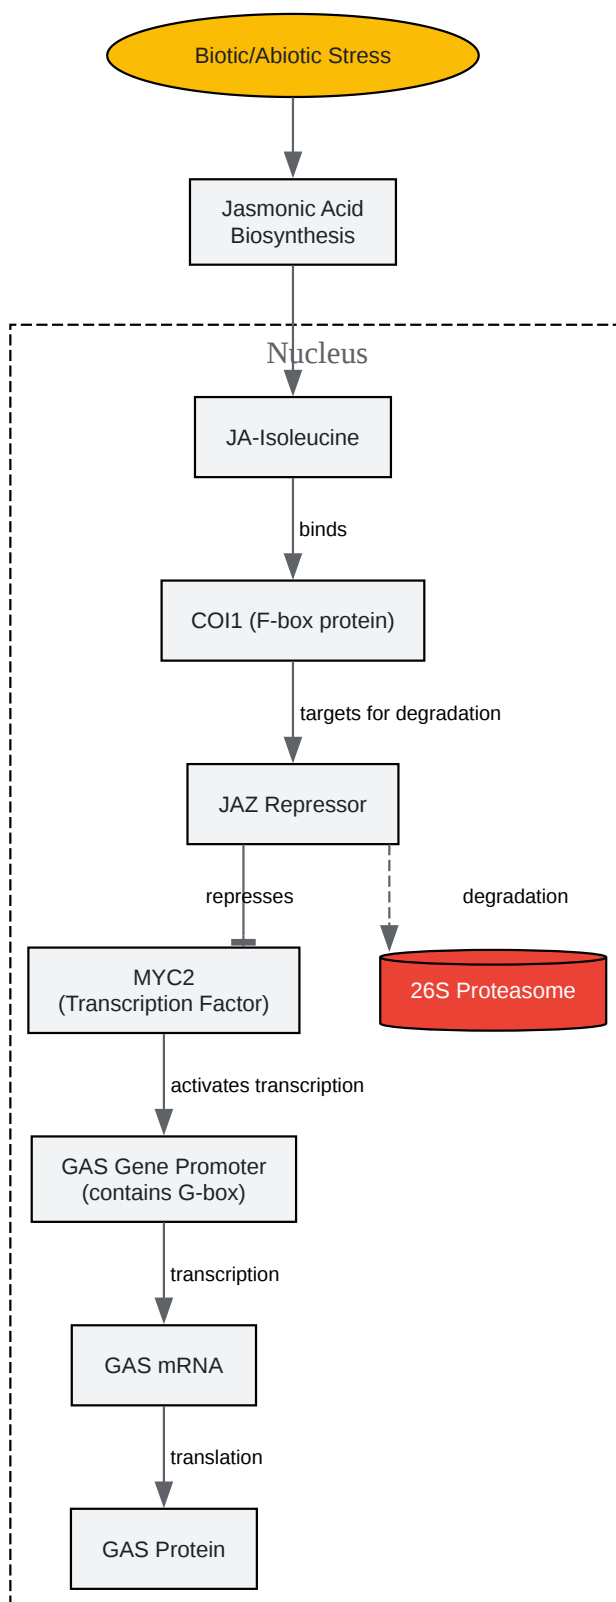 Biotic/Abiotic Stress
Jasmonic Acid
Biosynthesis
Nucleus
JA-Isoleucine
binds
COI1 (F-box protein)
targets for degradation
JAZ Repressor
represses
degradation
MYC2
(Transcription Factor)
26S Proteasome
activates transcription
GAS Gene Promoter
(contains G-box)
transcription
GAS mRNA
translation
GAS Protein